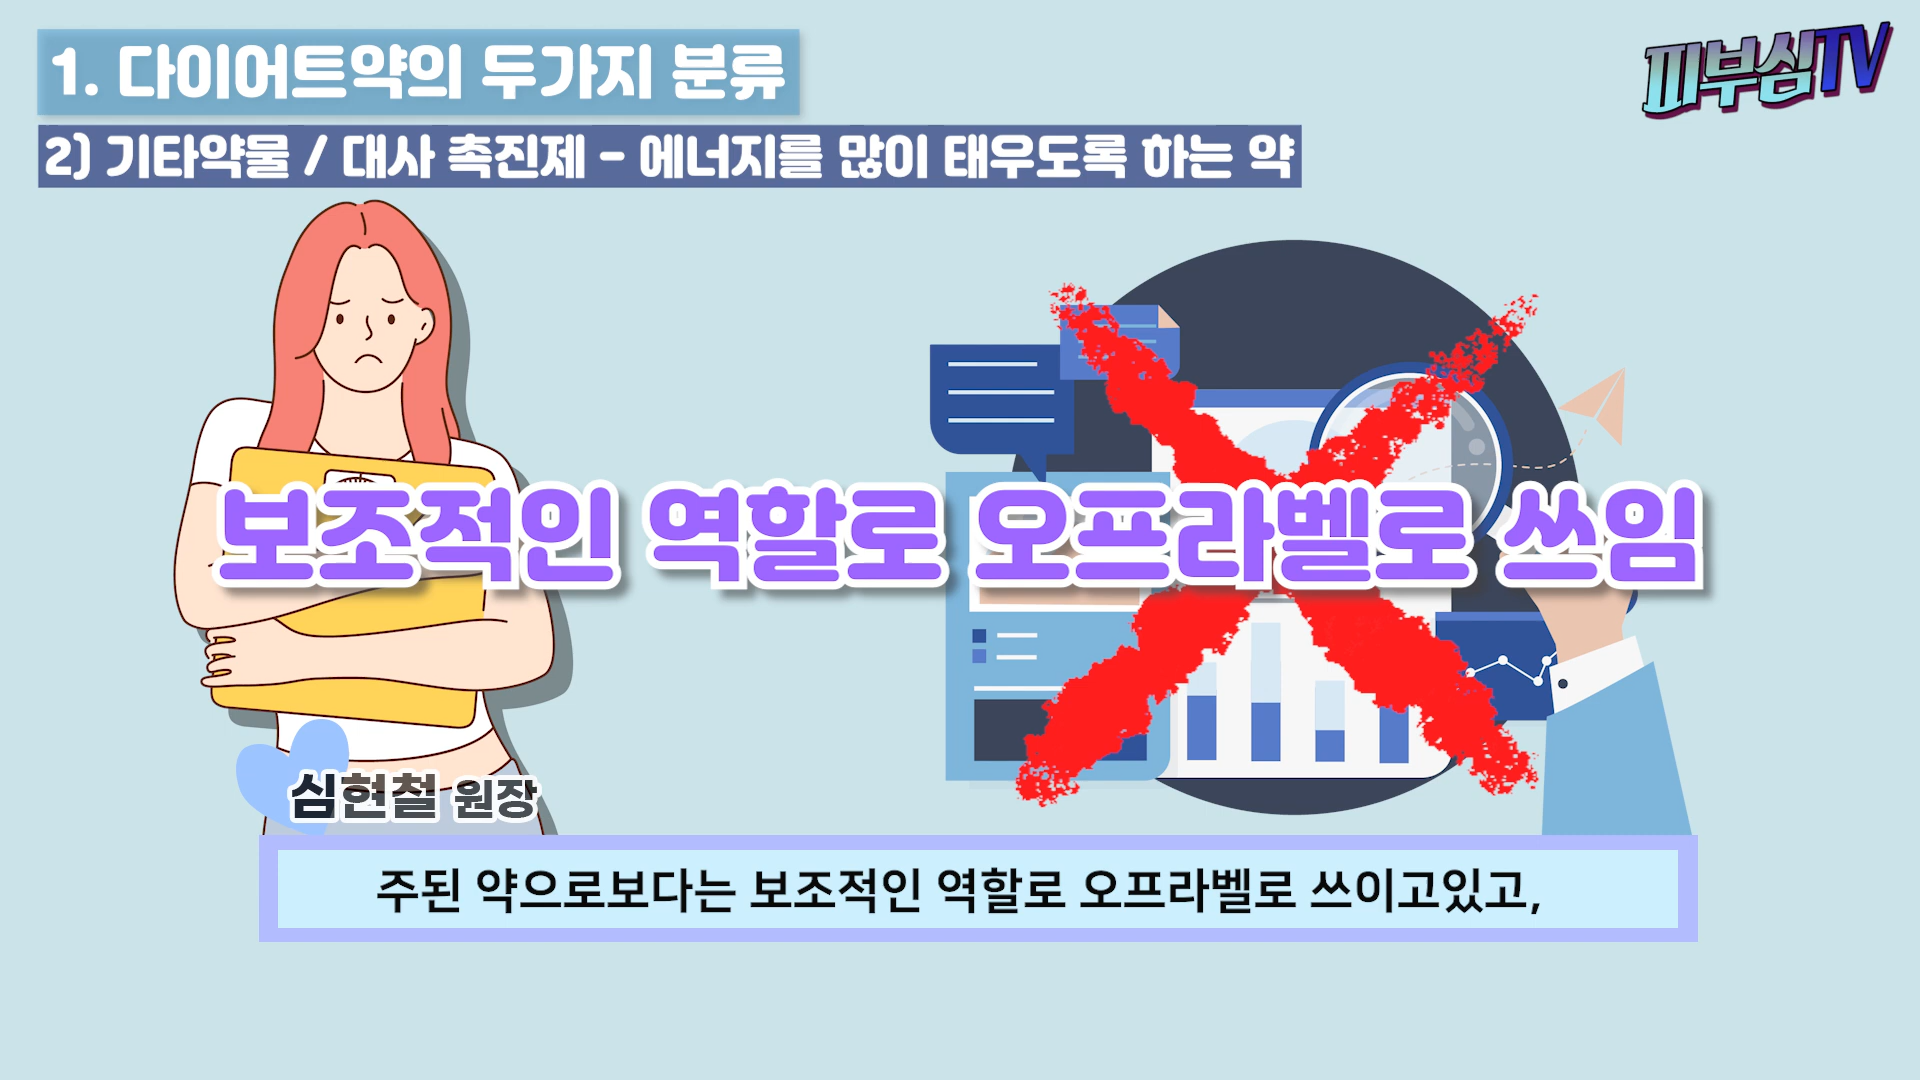 1. 다이어트약의 두가지 분류
피부심TV
2) 기타약물 / 대사 촉진제 - 에너지를 많이 태우도록 하는 약
보조적인 역할로 오프라벨로 쓰임
심현철 원장
주된 약으로보다는 보조적인 역할로 오프라벨로 쓰이고있고,